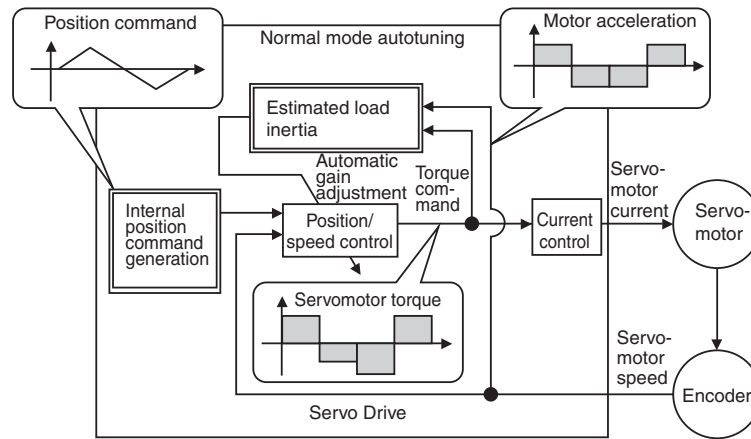 Position command
Normal mode autotuning
Motor acceleration
Estimated load
inertia
Automatic
gain
adjustment
Torque
com-
mand
Servo-
motor
current
Internal
position
command
generation
Position/
speed control
Current
control
Servo-
motor
Servomotor torque
Servo-
motor
speed
Encoder
Servo Drive